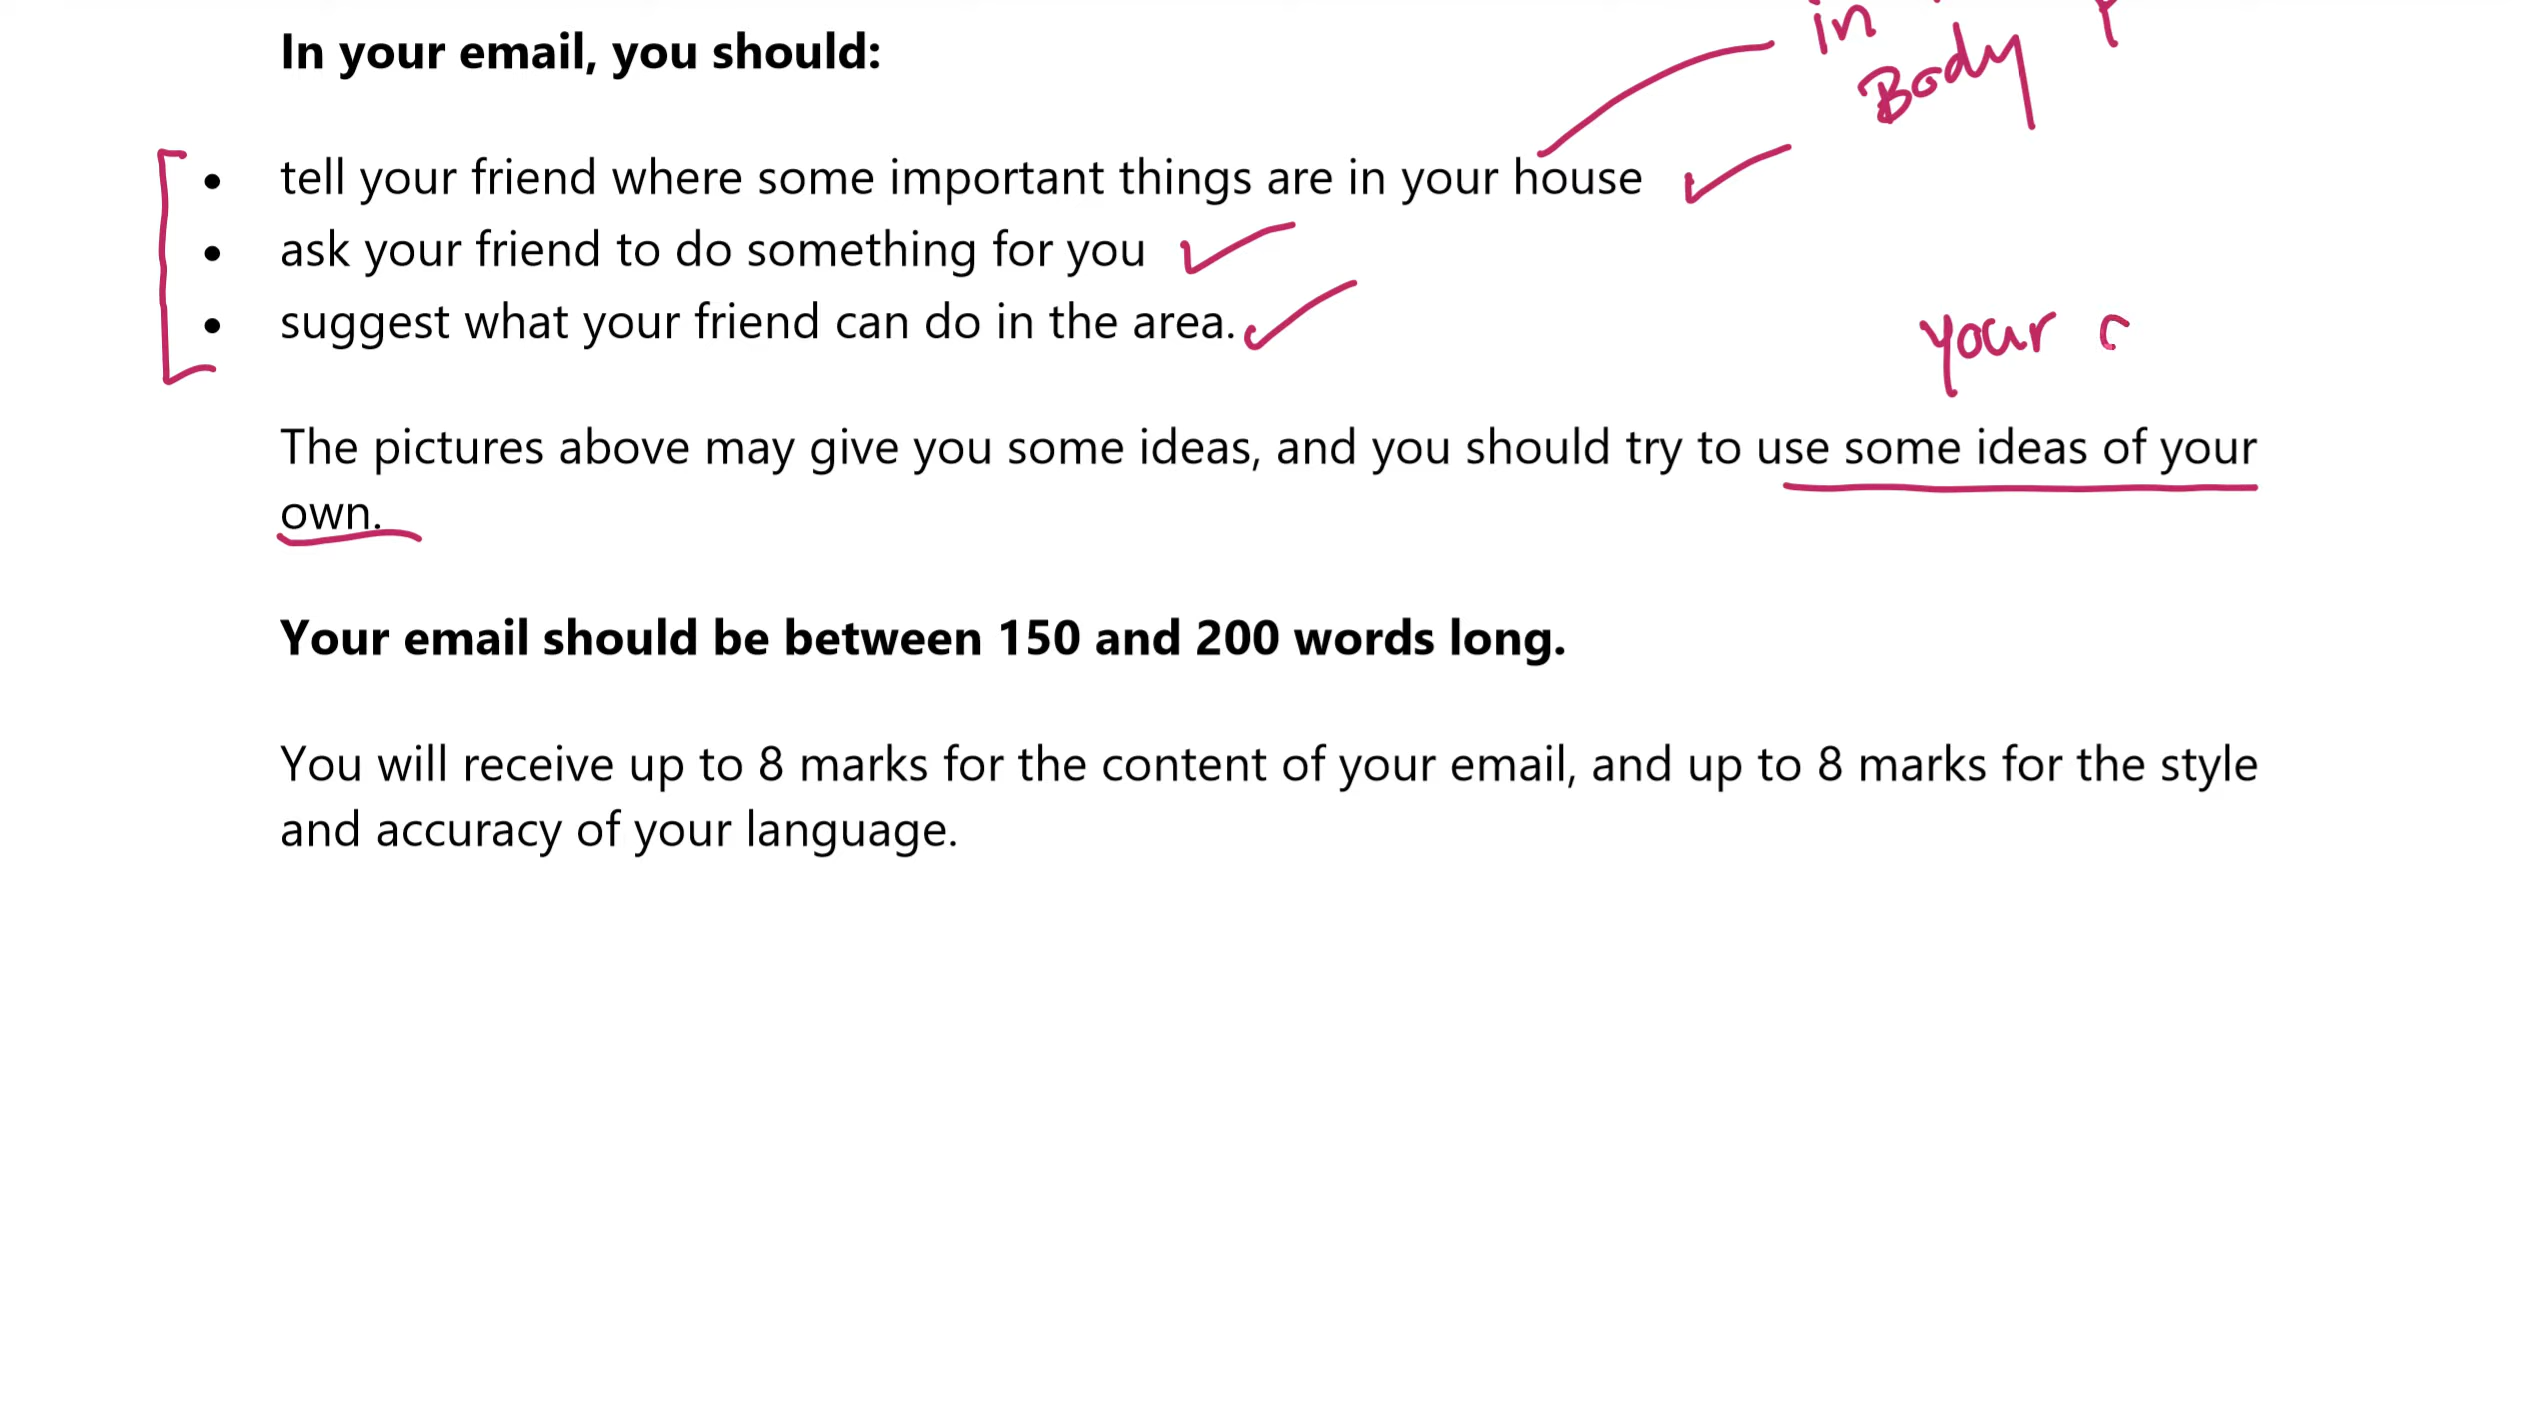 in
Body
In your email, you should:
• tell your friend where some important things are in your house
• ask your friend to do something for you
• suggest what your friend can do in the area.
your
The pictures above may give you some ideas, and you should try to use some ideas of your
own.
Your email should be between 150 and 200 words long.
You will receive up to 8 marks for the content of your email, and up to 8 marks for the style
and accuracy of your language.